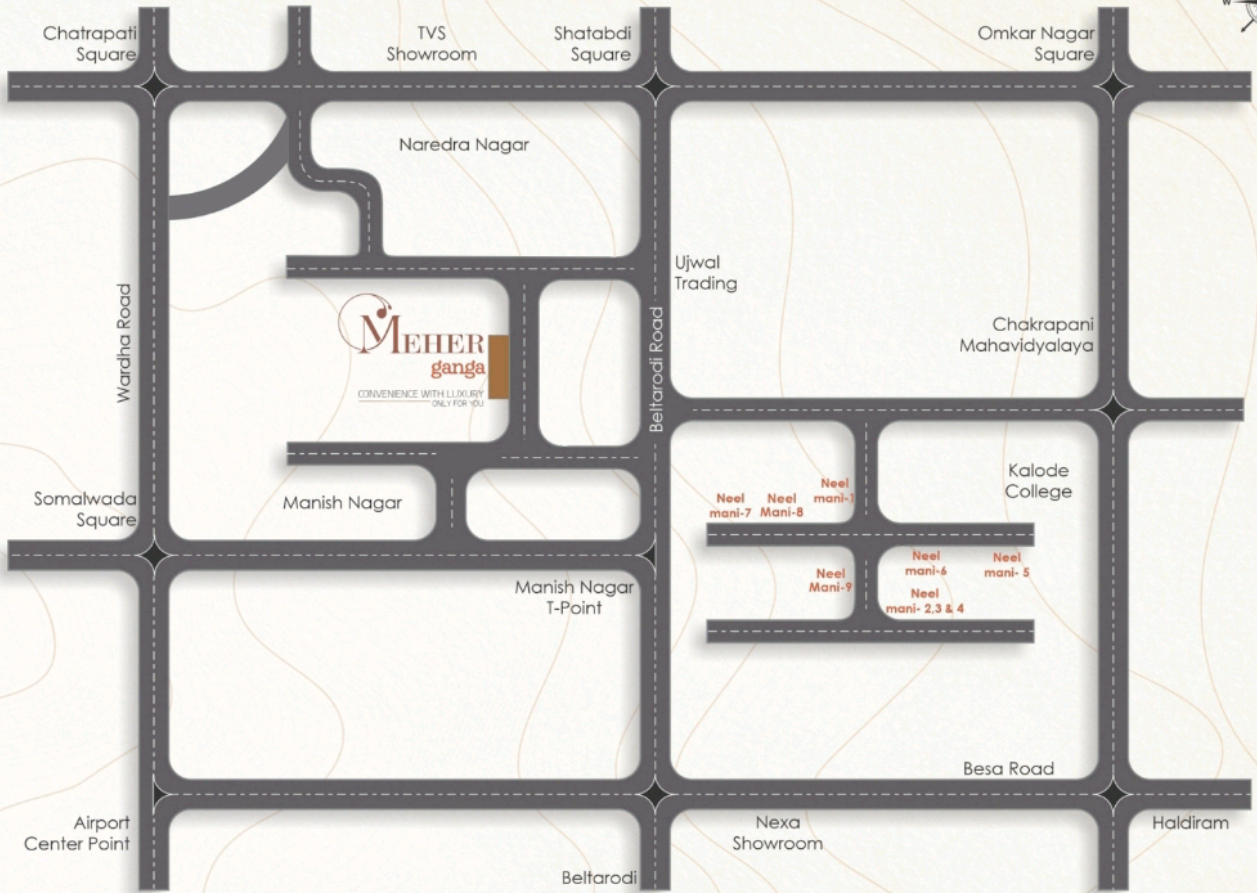 W
Chatrapati
Square
TVS
Showroom
Shatabdi
Square
Omkar Nagar
Square
Naredra Nagar
Ujwal
Trading
Wardha Road
MEHER
ganga
CONVENIENCE WITH LUXURY
ONLY FOR YOU
Beltarodi Road
Chakrapani
Mahavidyalaya
Somalwada
Square
Manish Nagar
Kalode
College
Neel
mani-7
Neel
Mani-8
Neel
mani-1
Neel
Mani-9
Neel
mani-6
Neel
mani- 5
Neel
mani- 2,3 & 4
Manish Nagar
T-Point
Besa Road
Airport
Center Point
Nexa
Showroom
Haldiram
Beltarodi